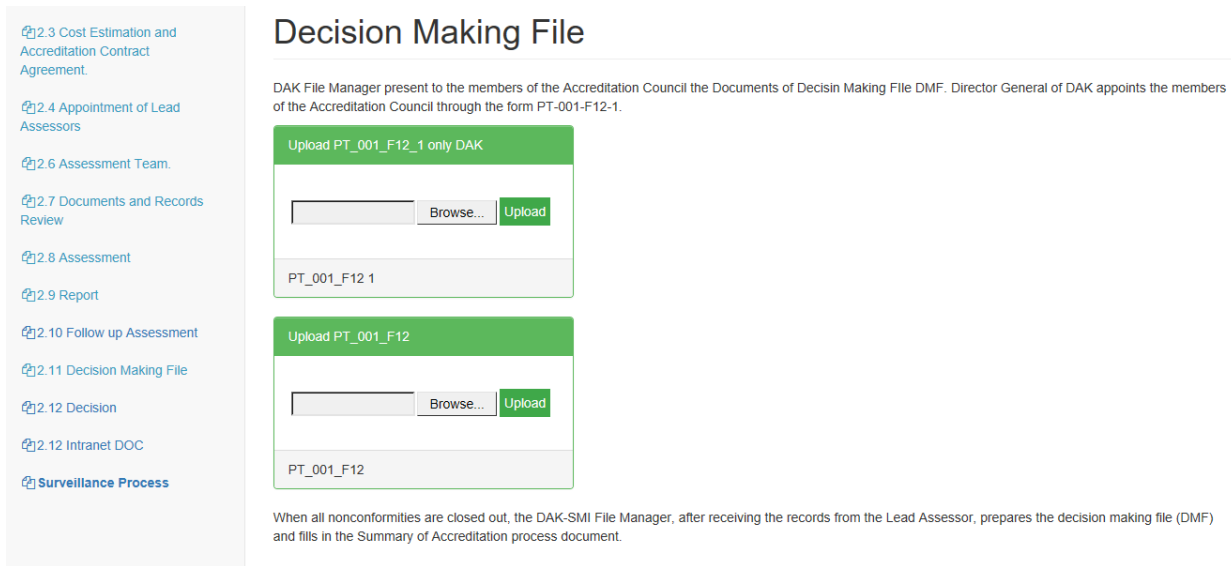 2.3 Cost Estimation and
Accreditation Contract
Agreement.
2.4 Appointment of Lead
Assessors
2.6 Assessment Team.
2.7 Documents and Records
Review
2.8 Assessment
2.9 Report
2.10 Follow up Assessment
2.11 Decision Making File
2.12 Decision
2.12 Intranet DOC
Surveillance Process
Decision Making File
DAK File Manager present to the members of the Accreditation Council the Documents of Decisin Making FIle DMF. Director General of DAK appoints the members
of the Accreditation Council through the form PT-001-F12-1.
Upload PT_001_F12_1 only DAK
Browse... Upload
PT_001_F12 1
Upload PT_001_F12
Browse... Upload
PT_001_F12
When all nonconformities are closed out, the DAK-SMI File Manager, after receiving the records from the Lead Assessor, prepares the decision making file (DMF)
and fills in the Summary of Accreditation process document.